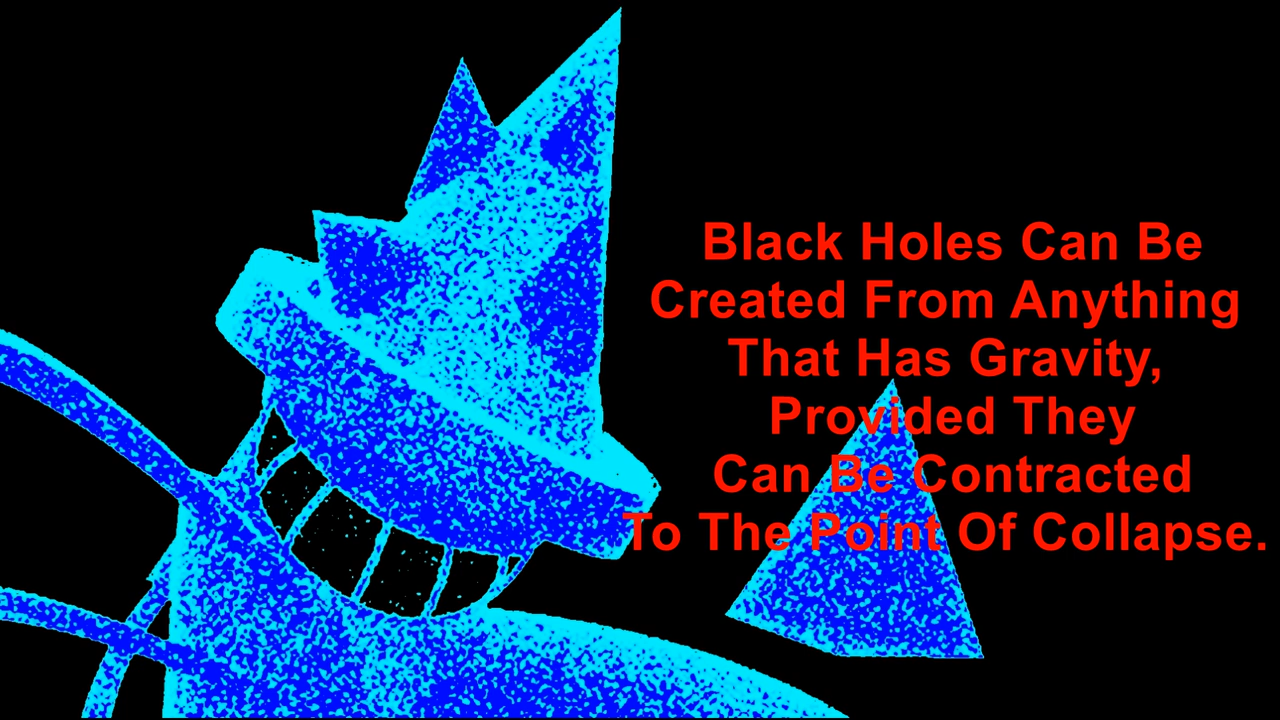 Black Holes Can Be
Created From Anything
That Has Gravity,
Provided They
Can Be Contracted
To The Point Of Collapse.